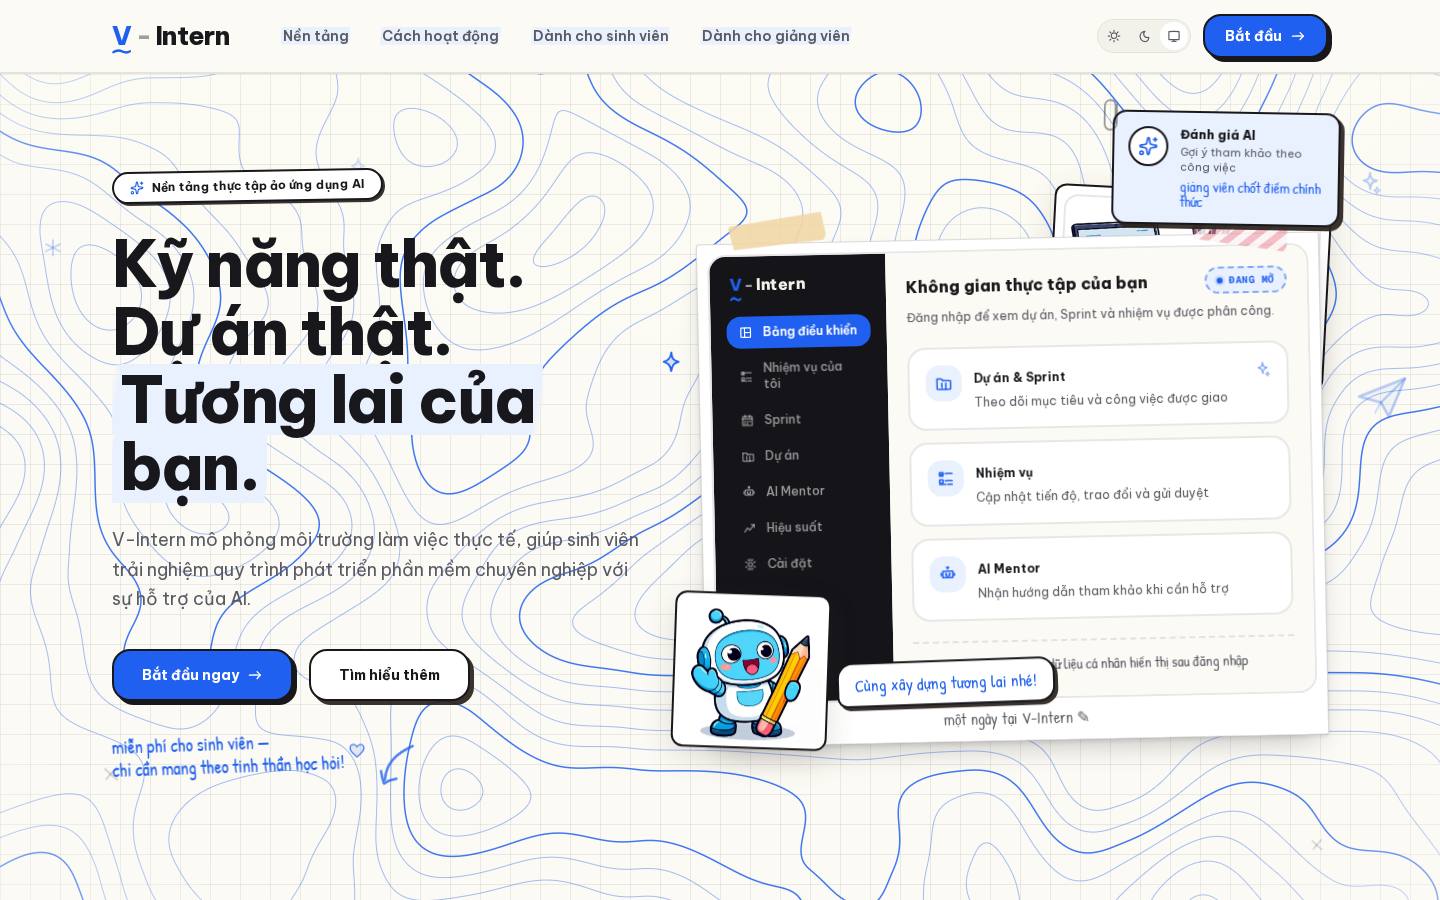 V - Intern
Nền tảng
Cách hoạt động
Dành cho sinh viên
Dành cho giảng viên
Bắt đầu →
Nền tảng thực tập ảo ứng dụng AI
Kỹ năng thật.
Dự án thật.
Tương lai của
bạn.
V-Intern mô phỏng môi trường làm việc thực tế, giúp sinh viên
trải nghiệm quy trình phát triển phần mềm chuyên nghiệp với
sự hỗ trợ của AI.
Bắt đầu ngay →
Tìm hiểu thêm
miễn phí cho sinh viên —
chỉ cần mang theo tinh thần học hỏi!
Đánh giá AI
Gợi ý tham khảo theo
công việc
giảng viên chốt điểm chính
thức
V - Intern
Bảng điều khiển
Nhiệm vụ của
tôi
Sprint
Dự án
AI Mentor
Hiệu suất
Cài đặt
Không gian thực tập của bạn
ĐANG MỞ
Đăng nhập để xem dự án, Sprint và nhiệm vụ được phân công.
Dự án & Sprint
Theo dõi mục tiêu và công việc được giao
Nhiệm vụ
Cập nhật tiến độ, trao đổi và gửi duyệt
AI Mentor
Nhận hướng dẫn tham khảo khi cần hỗ trợ
liệu cá nhân hiển thị sau đăng nhập
Cùng xây dựng tương lai nhé!
một ngày tại V-Intern ✎